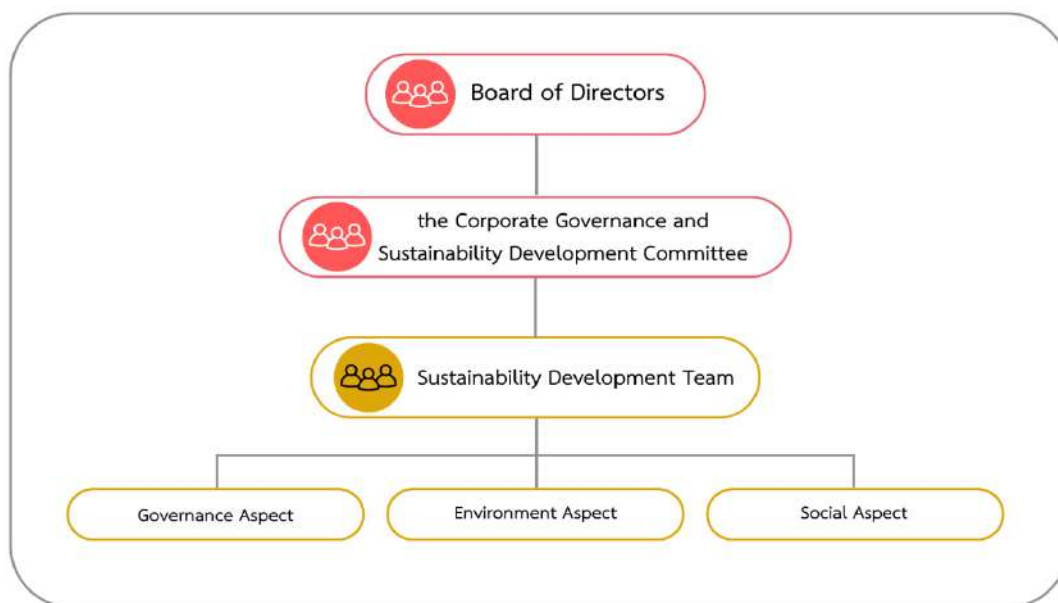 Board of Directors
the Corporate Governance and
Sustainability Development Committee
Sustainability Development Team
Governance Aspect
Environment Aspect
Social Aspect